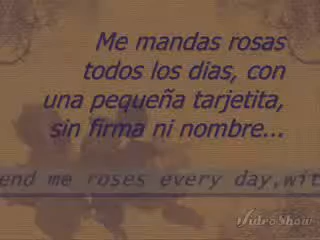 Me mandas rosas
todos los dias, con
una pequeña tarjetita,
sin firma ni nombre...
end me roses every day,wit